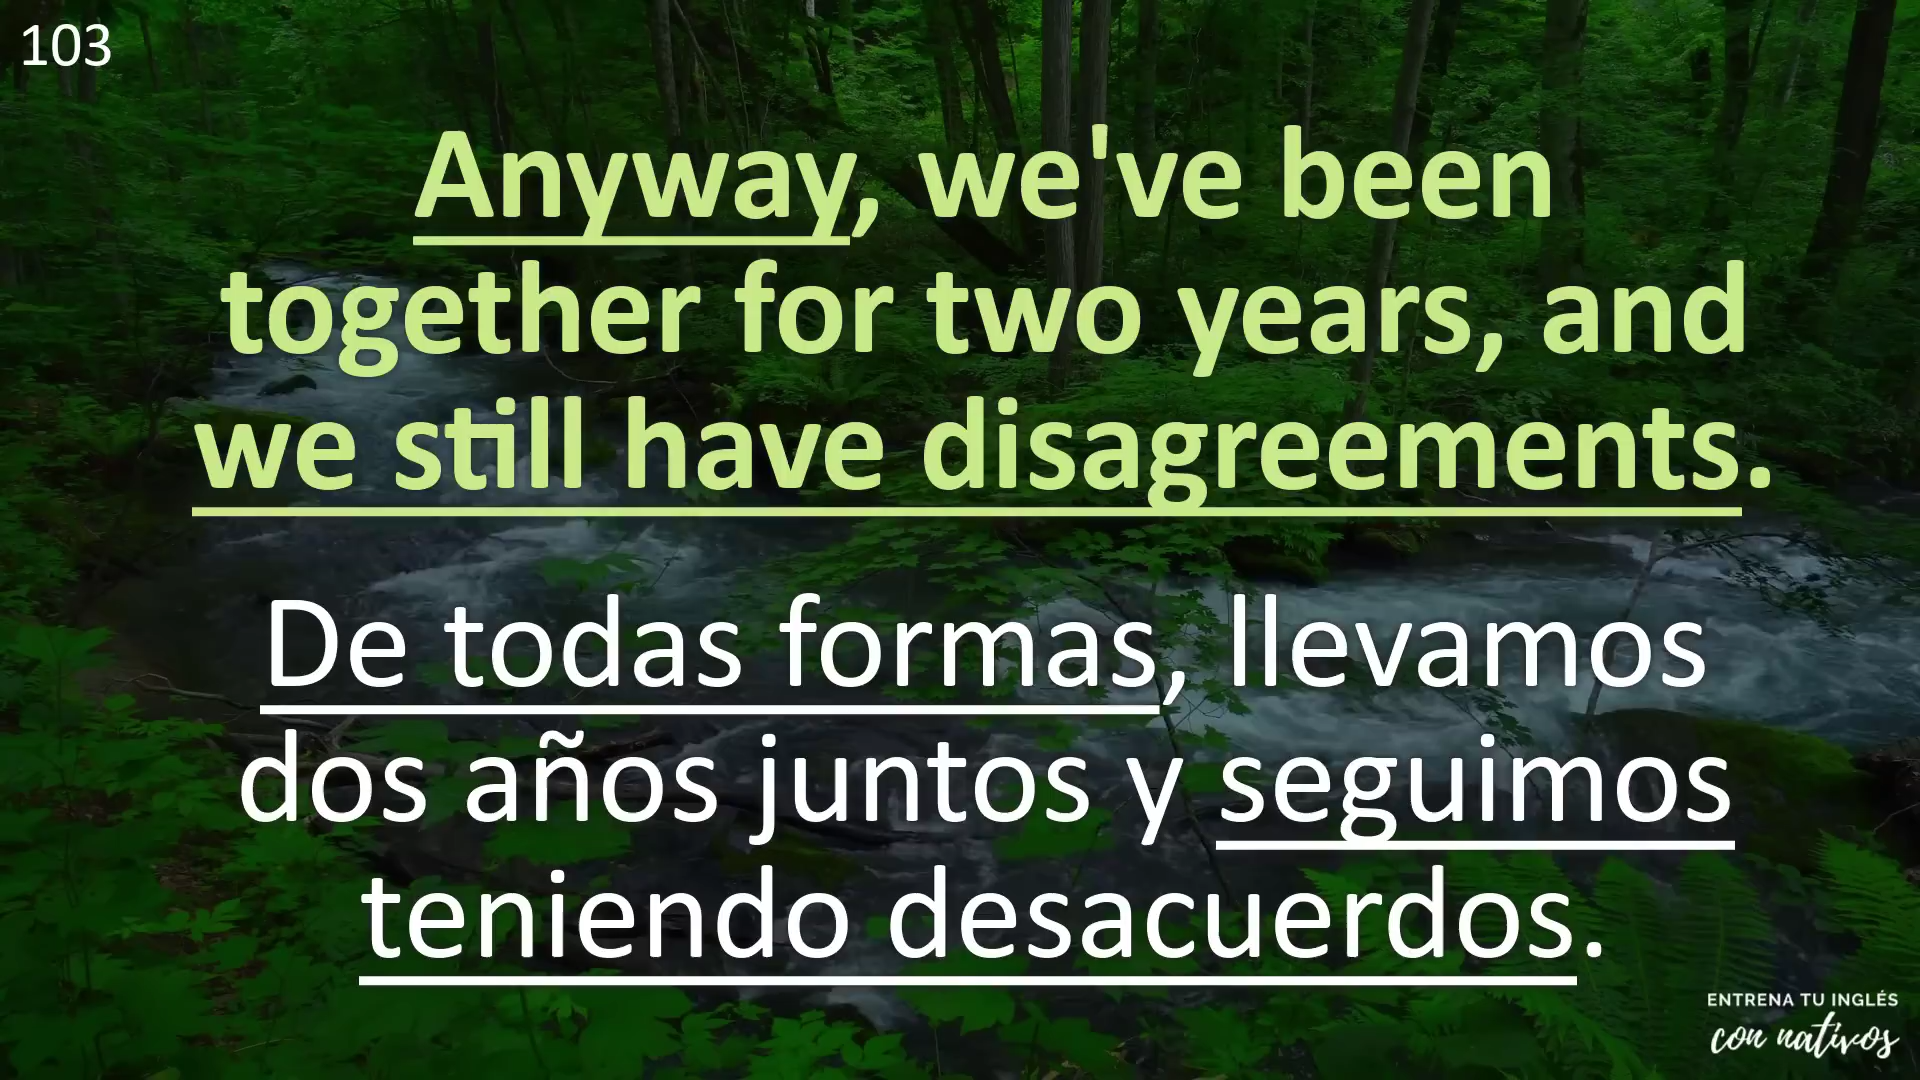 103
Anyway, we've been
together for two years, and
we still have disagreements.
De todas formas, llevamos
dos años juntos y seguimos
teniendo desacuerdos.
ENTRENA TU INGLÉS
con nativos